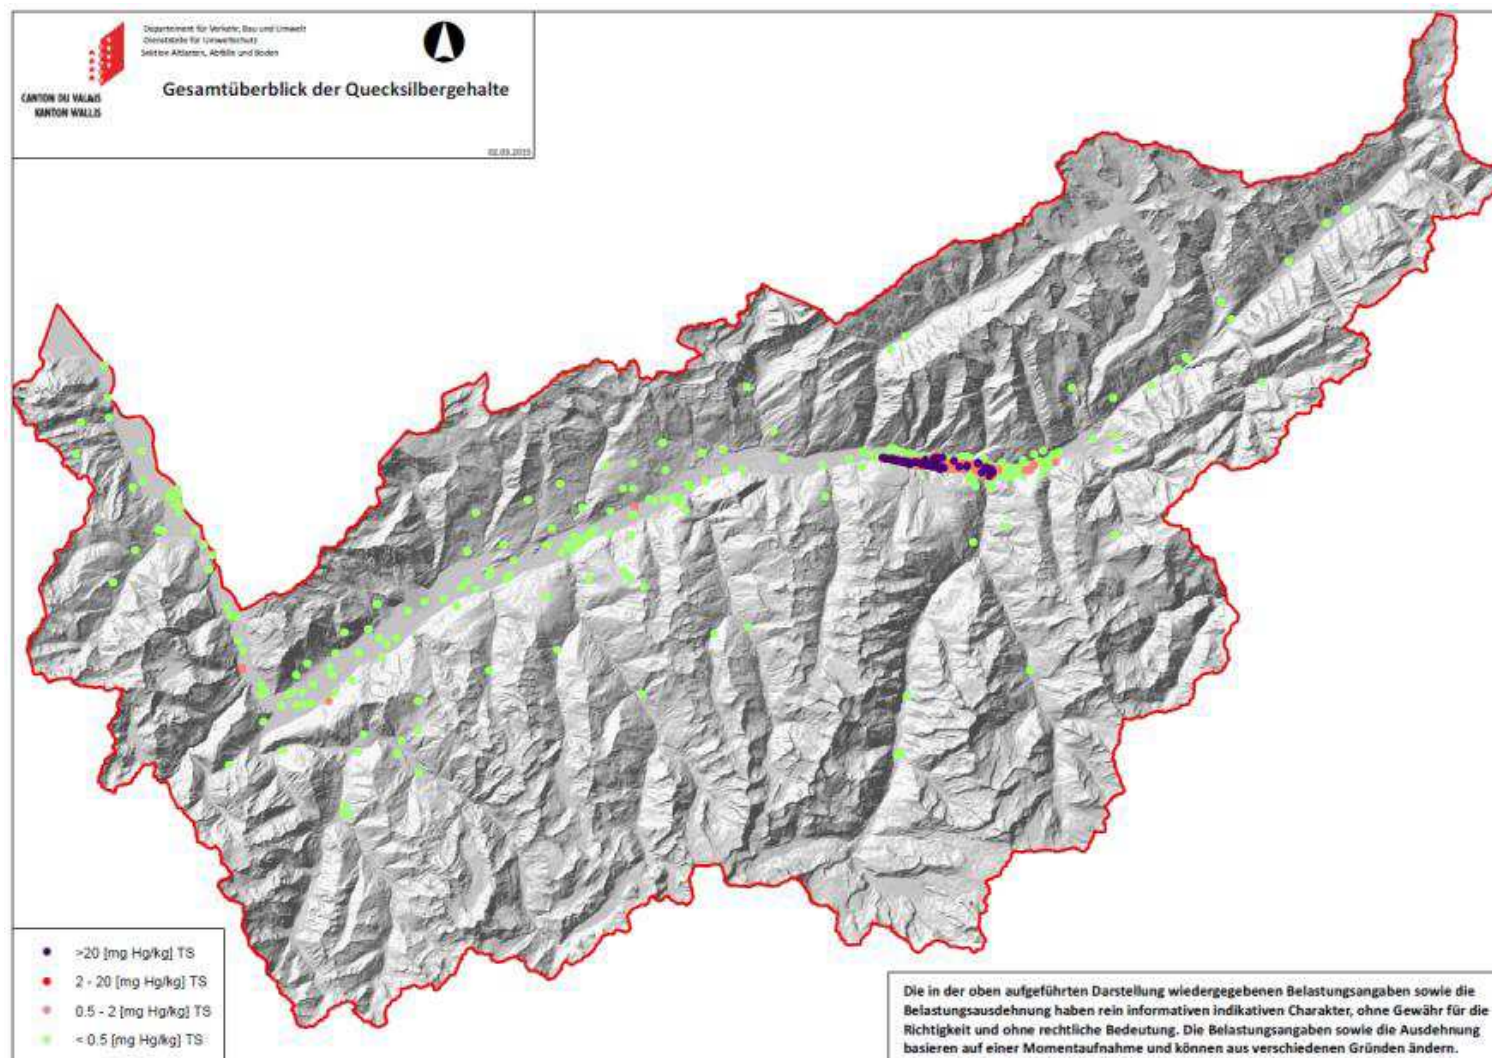 Departement für Verkehr, Bau und Umwelt
Dienststelle für Umweltschutz
Sektion Altlasten, Abfälle und Boden
CANTON DU VALAIS
KANTON WALLIS
Gesamtüberblick der Quecksilbergehalte
>20 [mg Hg/kg] TS
2 - 20 [mg Hg/kg] TS
0.5 - 2 [mg Hg/kg] TS
< 0.5 [mg Hg/kg] TS
Die in der oben aufgeführten Darstellung wiedergegebenen Belastungsangaben sowie die
Belastungsausdehnung haben rein informativen indikativen Charakter, ohne Gewähr für die
Richtigkeit und ohne rechtliche Bedeutung. Die Belastungsangaben sowie die Ausdehnung
basieren auf einer Momentaufnahme und können aus verschiedenen Gründen ändern.